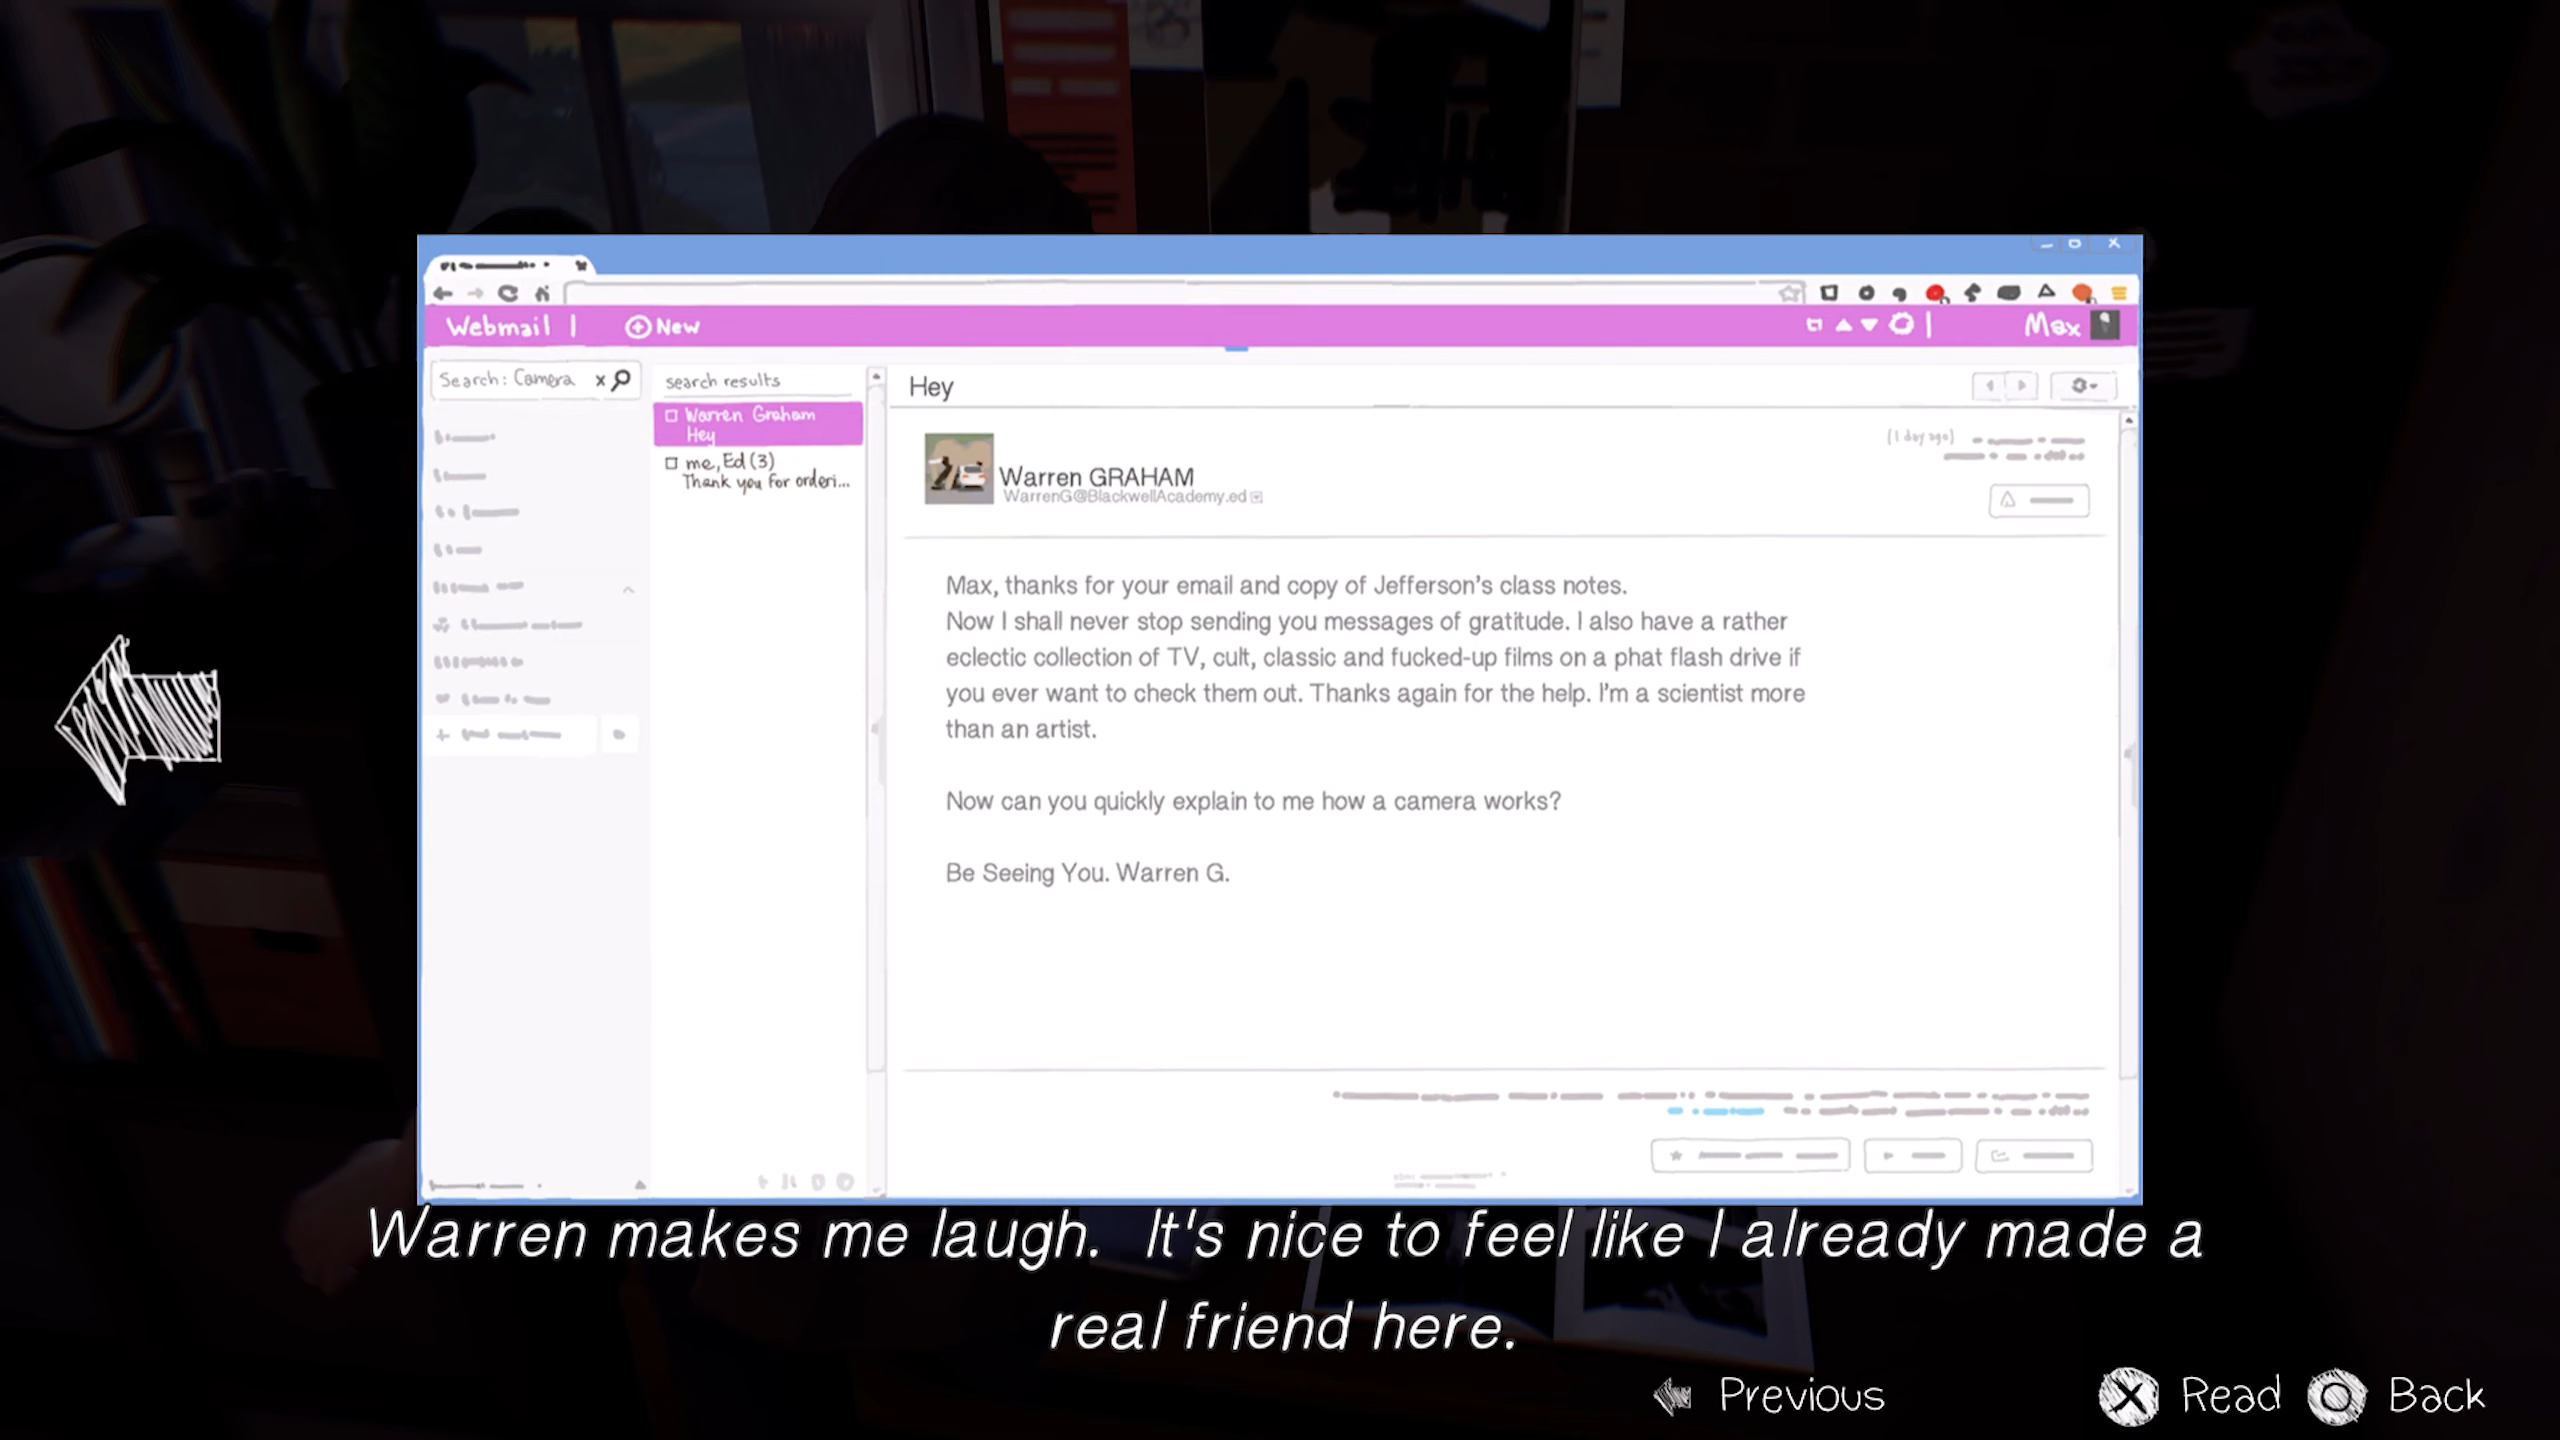 Webmail | New
Max
Search: Camera x
search results
Warren Graham
Hey
me, Ed (3)
Thank you for orderi...
Hey
(1 day ago)
Warren GRAHAM
WarrenG@BlackwellAcademy.ed
Max, thanks for your email and copy of Jefferson's class notes.
Now I shall never stop sending you messages of gratitude. I also have a rather
eclectic collection of TV, cult, classic and fucked-up films on a phat flash drive if
you ever want to check them out. Thanks again for the help. I'm a scientist more
than an artist.
Now can you quickly explain to me how a camera works?
Be Seeing You. Warren G.
Warren makes me laugh. It's nice to feel like I already made a
real friend here.
Previous
Read
Back